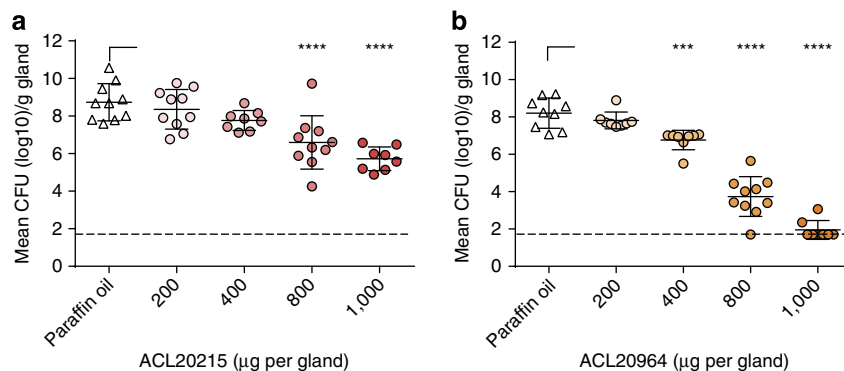 a
Mean CFU (log10)/g gland
12
10
8
6
4
2
0
**** ****
Paraffin oil 200 400 800 1,000
ACL20215 (μg per gland)
b
Mean CFU (log10)/g gland
12
10
8
6
4
2
0
*** **** ****
Paraffin oil 200 400 800 1,000
ACL20964 (μg per gland)